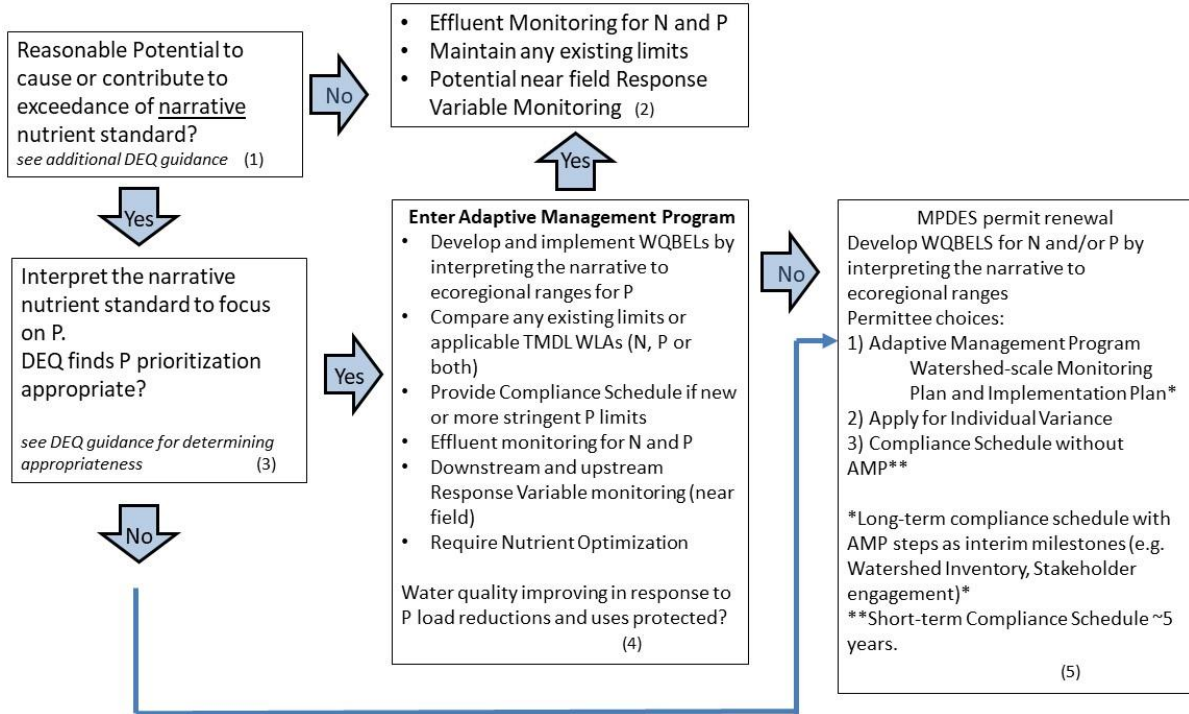 Reasonable Potential to
cause or contribute to
exceedance of narrative
nutrient standard?
see additional DEQ guidance (1)
No
• Effluent Monitoring for N and P
• Maintain any existing limits
• Potential near field Response
Variable Monitoring (2)
Yes
Yes
Interpret the narrative
nutrient standard to focus
on P.
DEQ finds P prioritization
appropriate?
see DEQ guidance for determining
appropriateness (3)
Yes
No
Enter Adaptive Management Program
• Develop and implement WQBELs by
interpreting the narrative to
ecoregional ranges for P
• Compare any existing limits or
applicable TMDL WLAs (N, P or
both)
• Provide Compliance Schedule if new
or more stringent P limits
• Effluent monitoring for N and P
• Downstream and upstream
Response Variable monitoring (near
field)
• Require Nutrient Optimization
Water quality improving in response to
P load reductions and uses protected?
(4)
No
MPDES permit renewal
Develop WQBELS for N and/or P by
interpreting the narrative to
ecoregional ranges
Permittee choices:
1) Adaptive Management Program
Watershed-scale Monitoring
Plan and Implementation Plan*
2) Apply for Individual Variance
3) Compliance Schedule without
AMP**
*Long-term compliance schedule with
AMP steps as interim milestones (e.g.
Watershed Inventory, Stakeholder
engagement)*
**Short-term Compliance Schedule ~5
years.
(5)